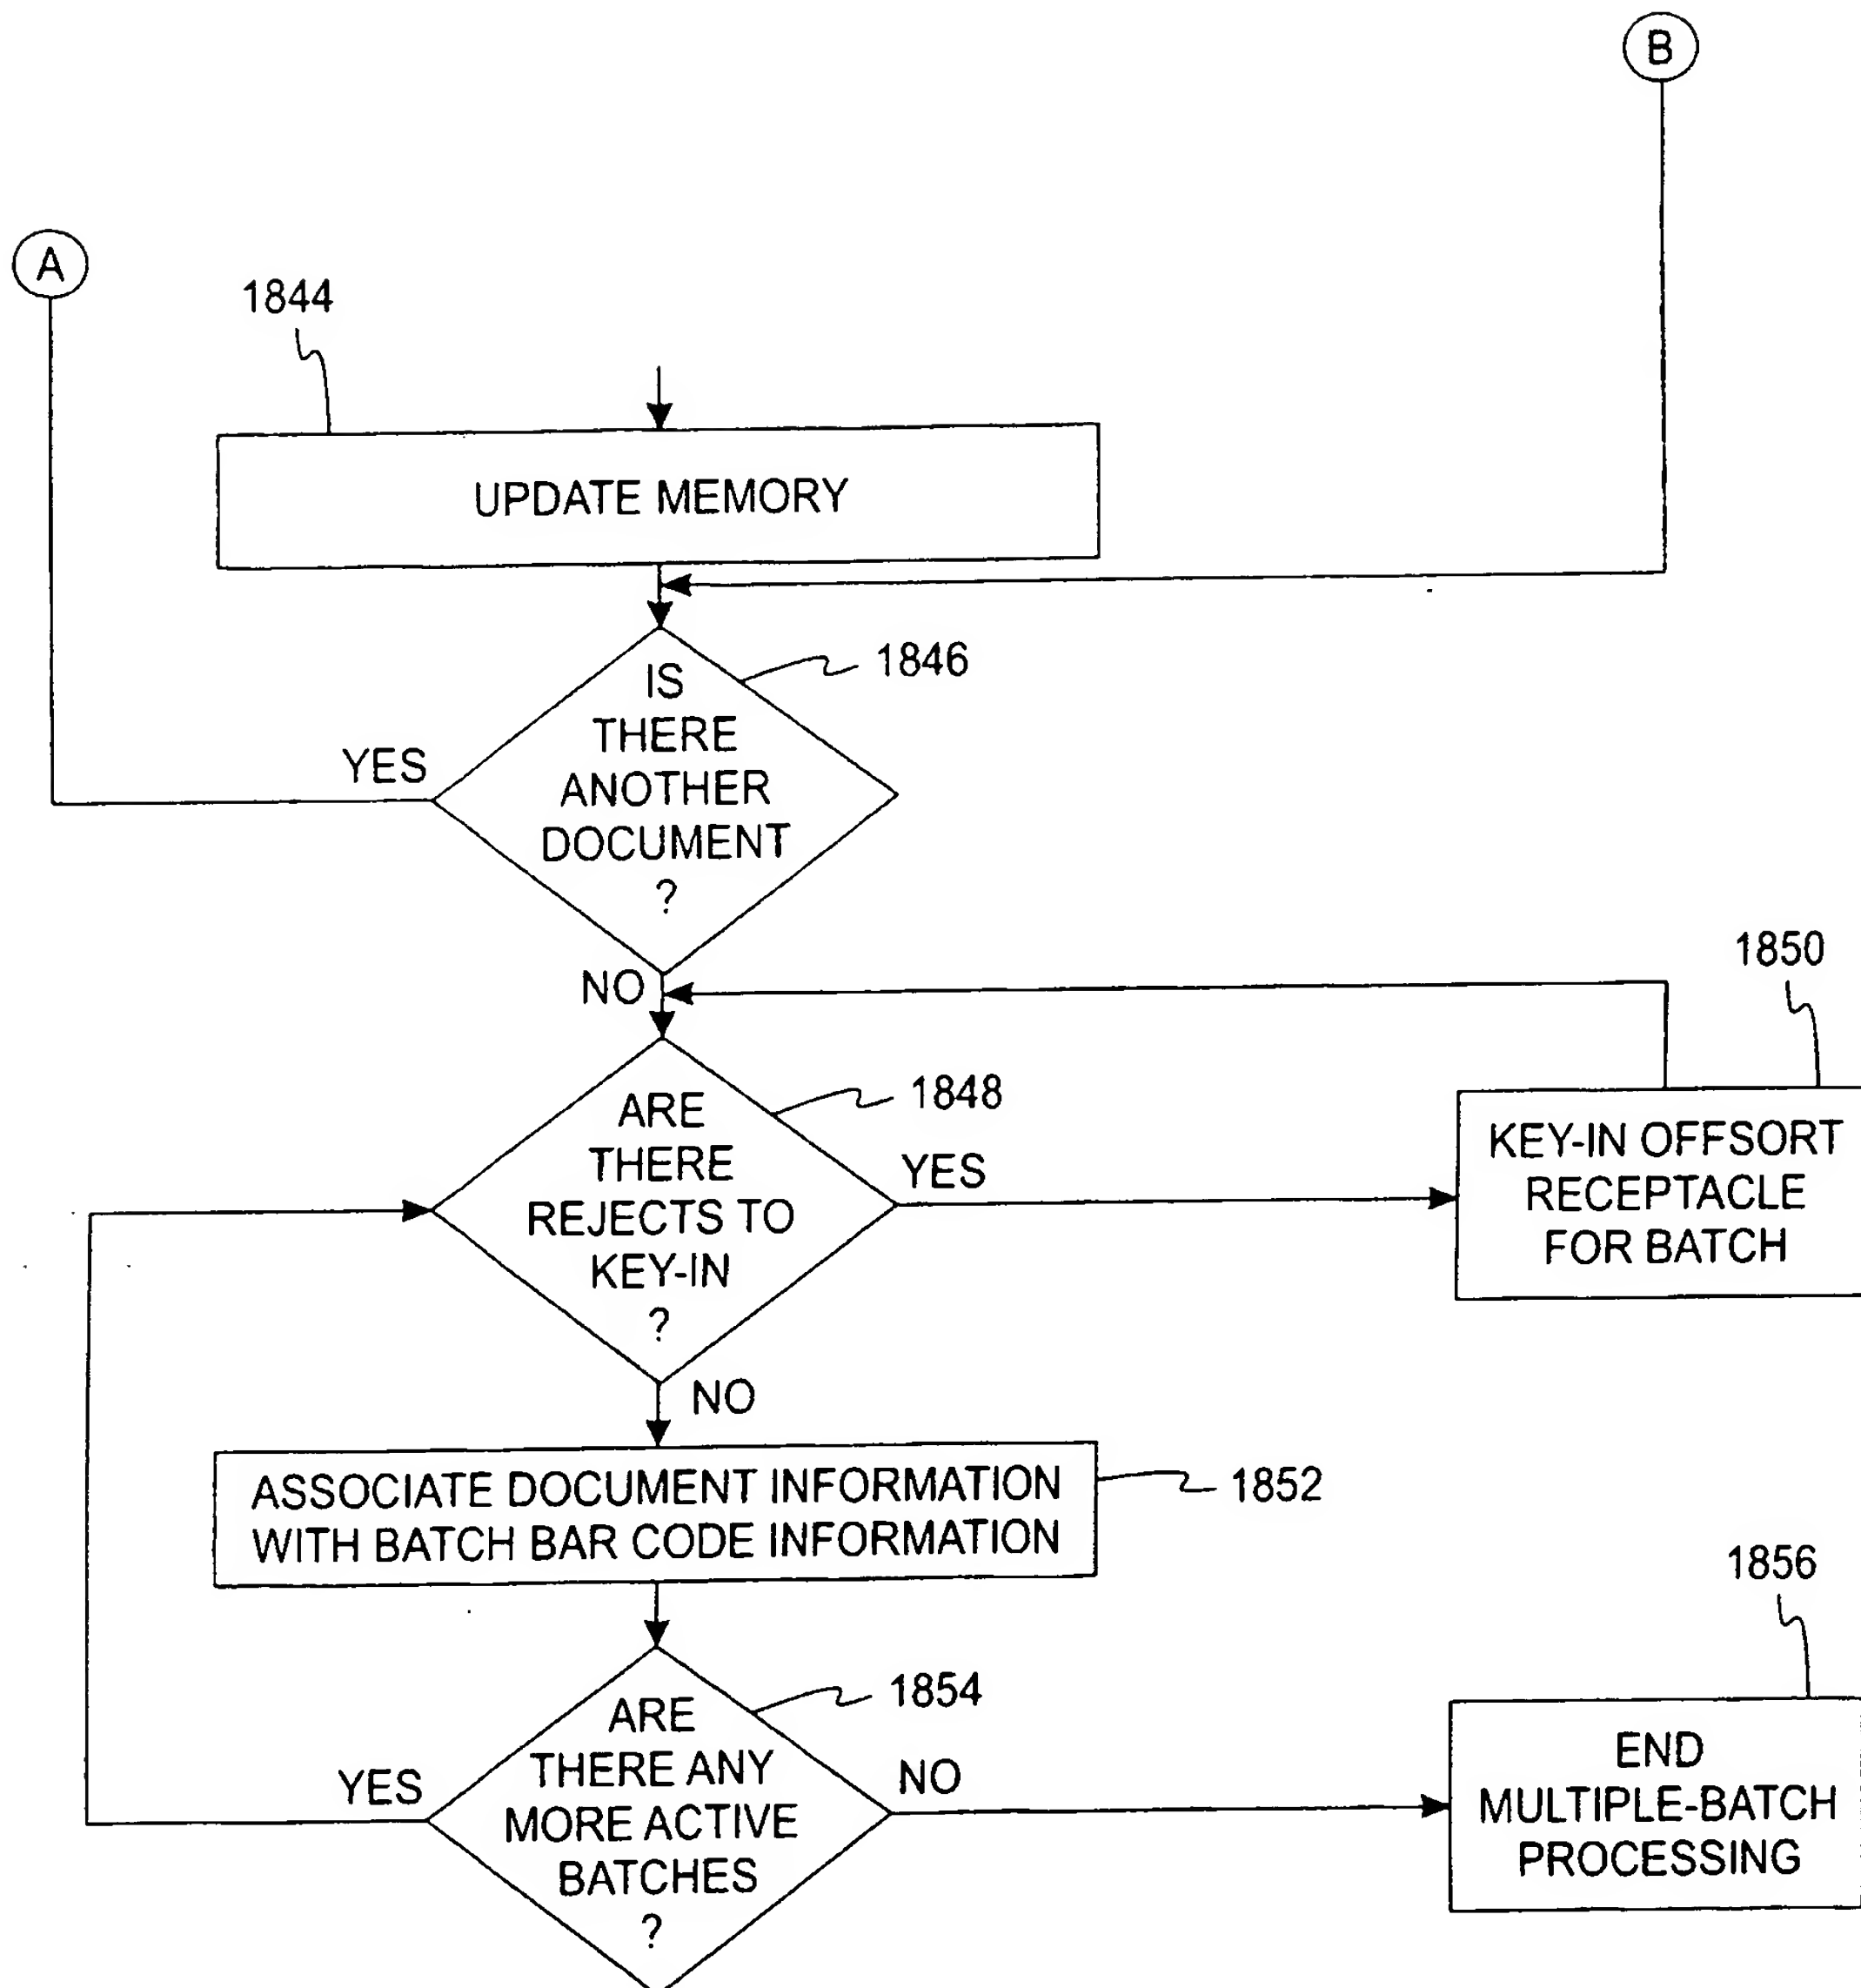 B
A
1844
UPDATE MEMORY
1846
IS
THERE
ANOTHER
DOCUMENT
?
YES
NO
1850
1848
ARE
THERE
REJECTS TO
KEY-IN
?
YES
KEY-IN OFFSORT
RECEPTACLE
FOR BATCH
NO
ASSOCIATE DOCUMENT INFORMATION
WITH BATCH BAR CODE INFORMATION
1852
1856
1854
ARE
THERE ANY
MORE ACTIVE
BATCHES
?
YES
NO
END
MULTIPLE-BATCH
PROCESSING